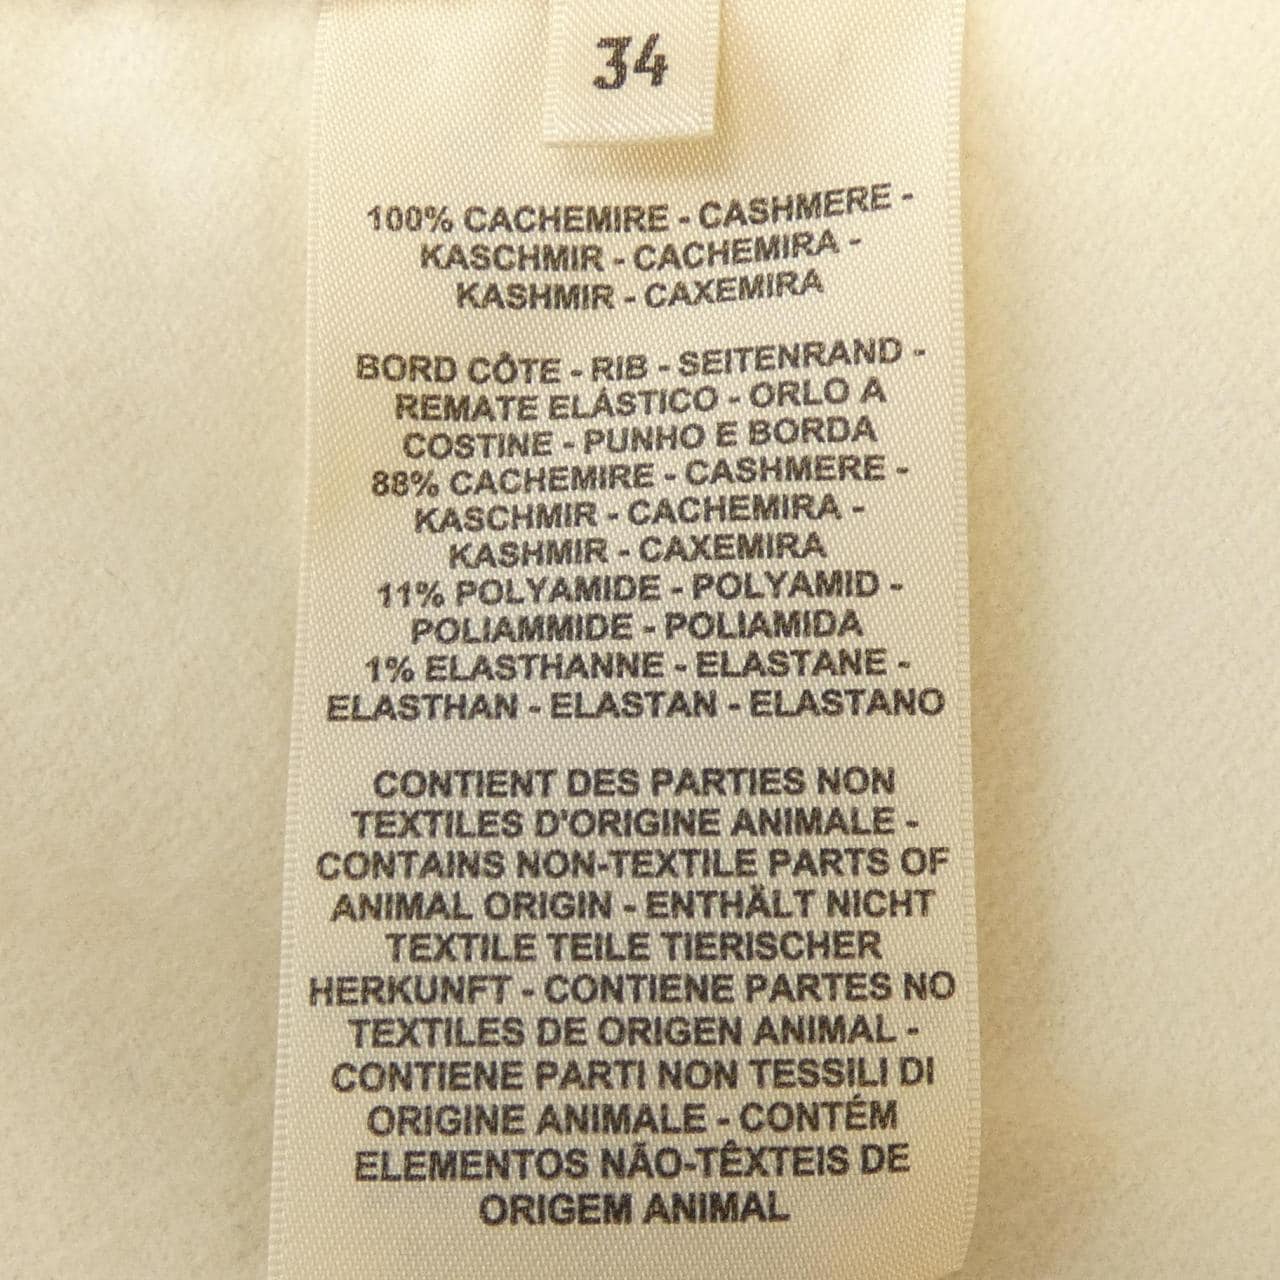 34
100% CACHEMIRE - CASHMERE -
KASCHMIR - CACHEMIRA -
KASHMIR - CAXEMIRA
BORD CÔTE - RIB - SEITENRAND -
REMATE ELÁSTICO - ORLO A
COSTINE - PUNHO E BORDA
88% CACHEMIRE - CASHMERE -
KASCHMIR - CACHEMIRA -
KASHMIR - CAXEMIRA
11% POLYAMIDE - POLYAMID -
POLIAMMIDE - POLIAMIDA
1% ELASTHANNE - ELASTANE -
ELASTHAN - ELASTAN - ELASTANO
CONTIENT DES PARTIES NON
TEXTILES D'ORIGINE ANIMALE -
CONTAINS NON-TEXTILE PARTS OF
ANIMAL ORIGIN - ENTHÄLT NICHT
TEXTILE TEILE TIERISCHER
HERKUNFT - CONTIENE PARTES NO
TEXTILES DE ORIGEN ANIMAL -
CONTIENE PARTI NON TESSILI DI
ORIGINE ANIMALE - CONTÉM
ELEMENTOS NÃO-TÊXTEIS DE
ORIGEM ANIMAL